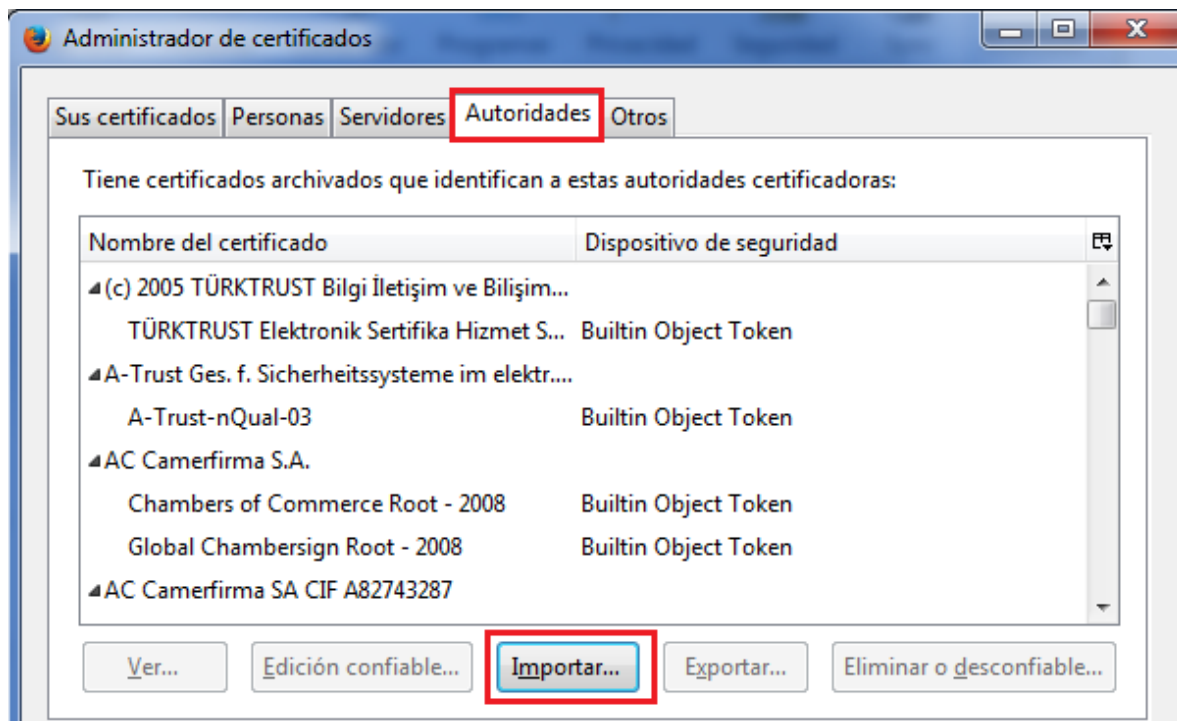 Administrador de certificados
Sus certificados Personas Servidores Autoridades Otros
Tiene certificados archivados que identifican a estas autoridades certificadoras:
Nombre del certificado Dispositivo de seguridad
(c) 2005 TÜRKTRUST Bilgi İletişim ve Bilişim...
TÜRKTRUST Elektronik Sertifika Hizmet S... Builtin Object Token
A-Trust Ges. f. Sicherheitssysteme im elektr....
A-Trust-nQual-03 Builtin Object Token
AC Camerfirma S.A.
Chambers of Commerce Root - 2008 Builtin Object Token
Global Chambersign Root - 2008 Builtin Object Token
AC Camerfirma SA CIF A82743287
Ver... Edición confiable... Importar... Exportar... Eliminar o desconfiable...